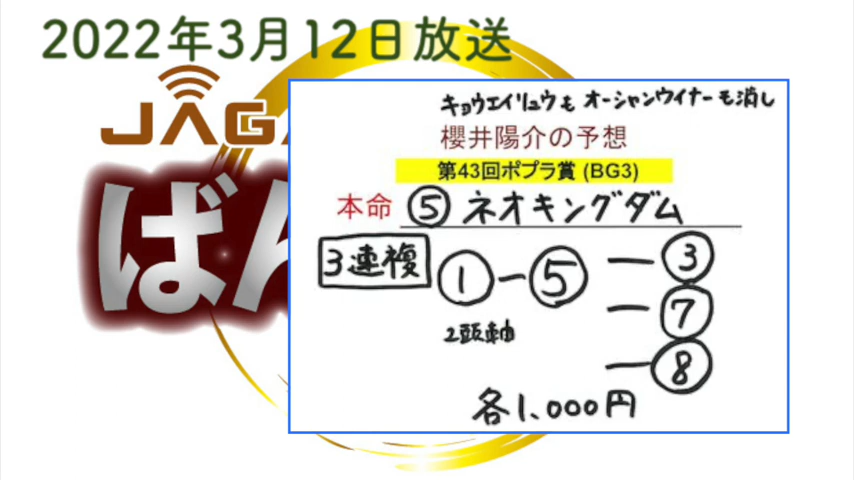 2022年3月12日放送
JAGA
ばん
キョウエイリュウも オーシャンウイナーも消し
櫻井陽介の予想
第43回ポプラ賞 (BG3)
本命 ⑤ ネオキングダム
3連複 ① - ⑤ - ③
- ⑦
- ⑧
2頭軸
各1,000円